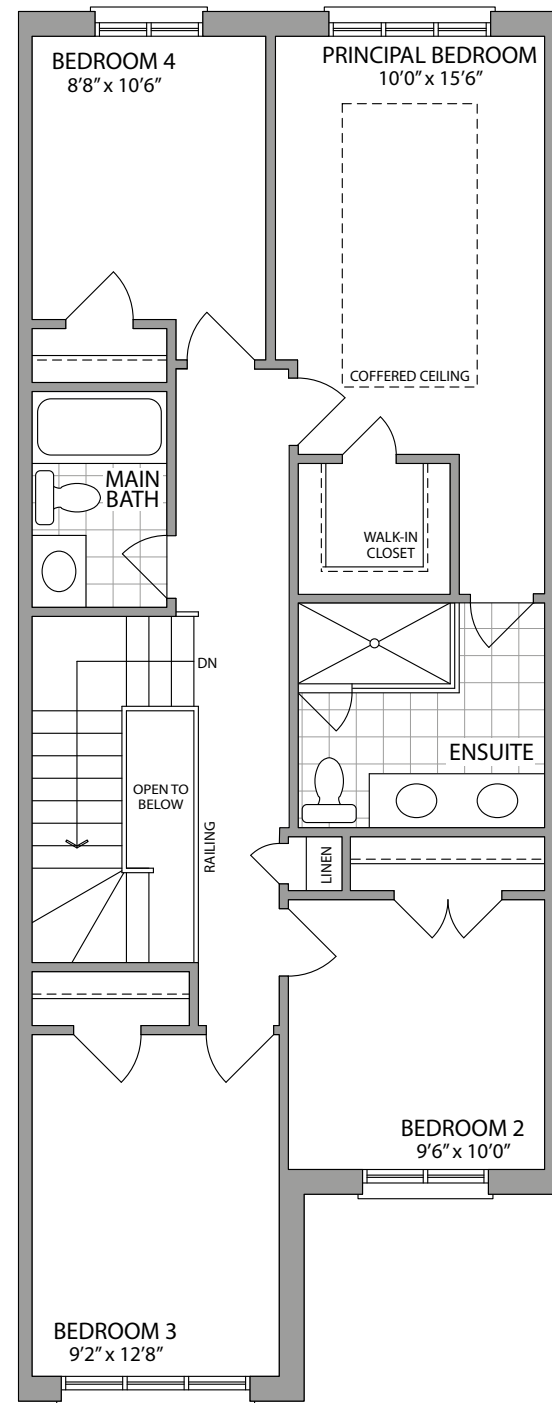 BEDROOM 4
8'8" x 10'6"
PRINCIPAL BEDROOM
10'0" x 15'6"
COFFERED CEILING
MAIN
BATH
WALK-IN
CLOSET
DN
ENSUITE
OPEN TO
BELOW
RAILING
LINEN
BEDROOM 2
9'6" x 10'0"
BEDROOM 3
9'2" x 12'8"